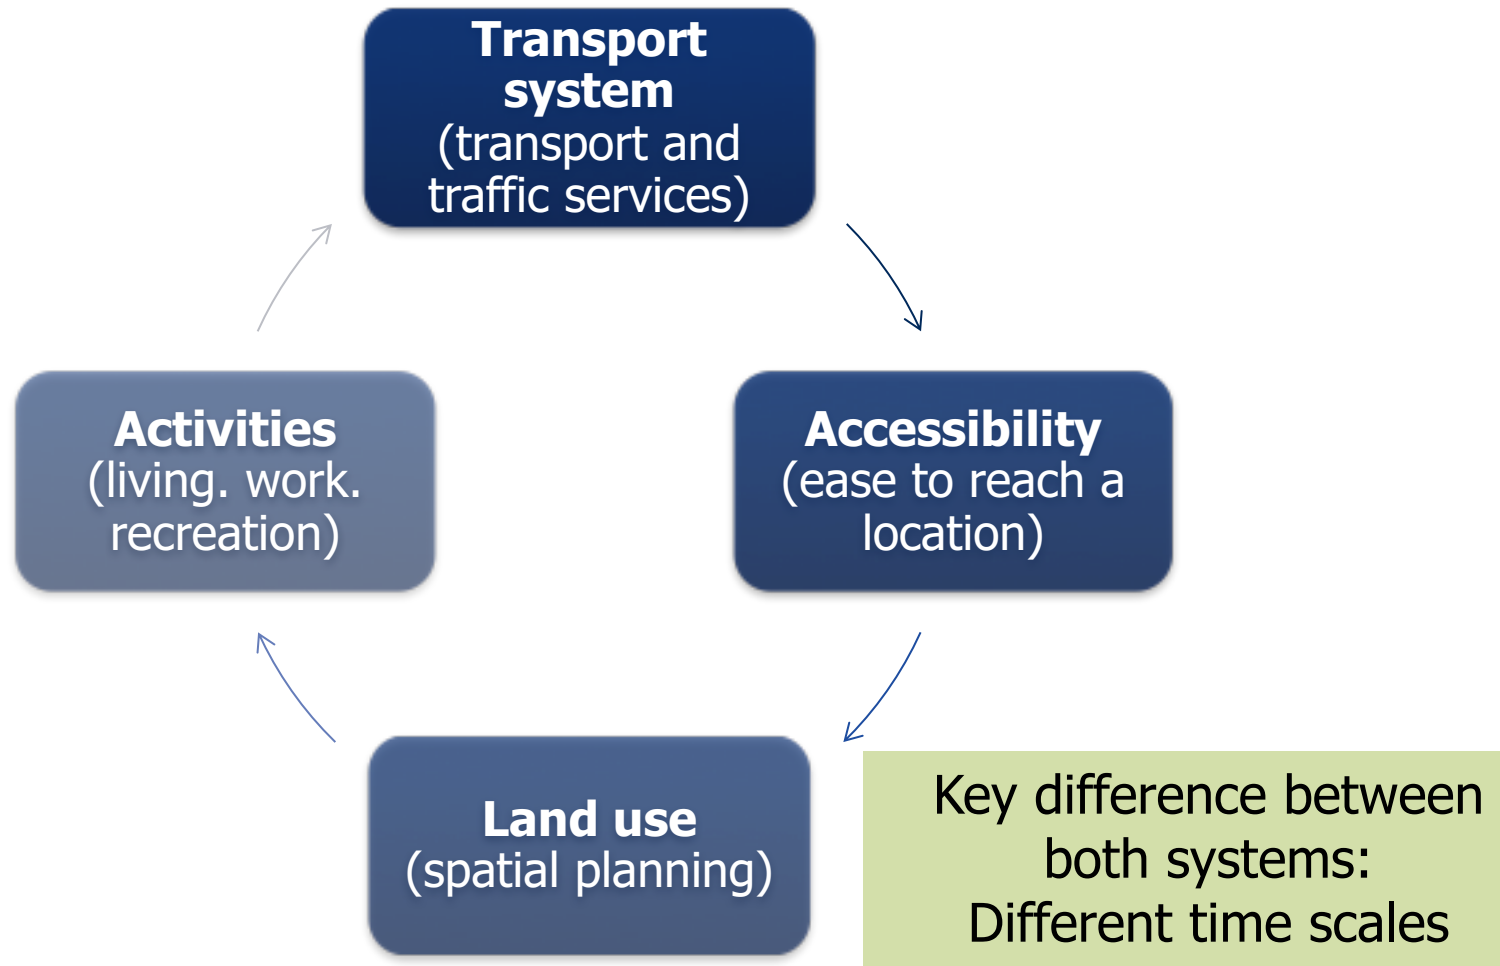 Transport
system
(transport and
traffic services)
Activities
(living. work.
recreation)
Accessibility
(ease to reach a
location)
Land use
(spatial planning)
Key difference between
both systems:
Different time scales